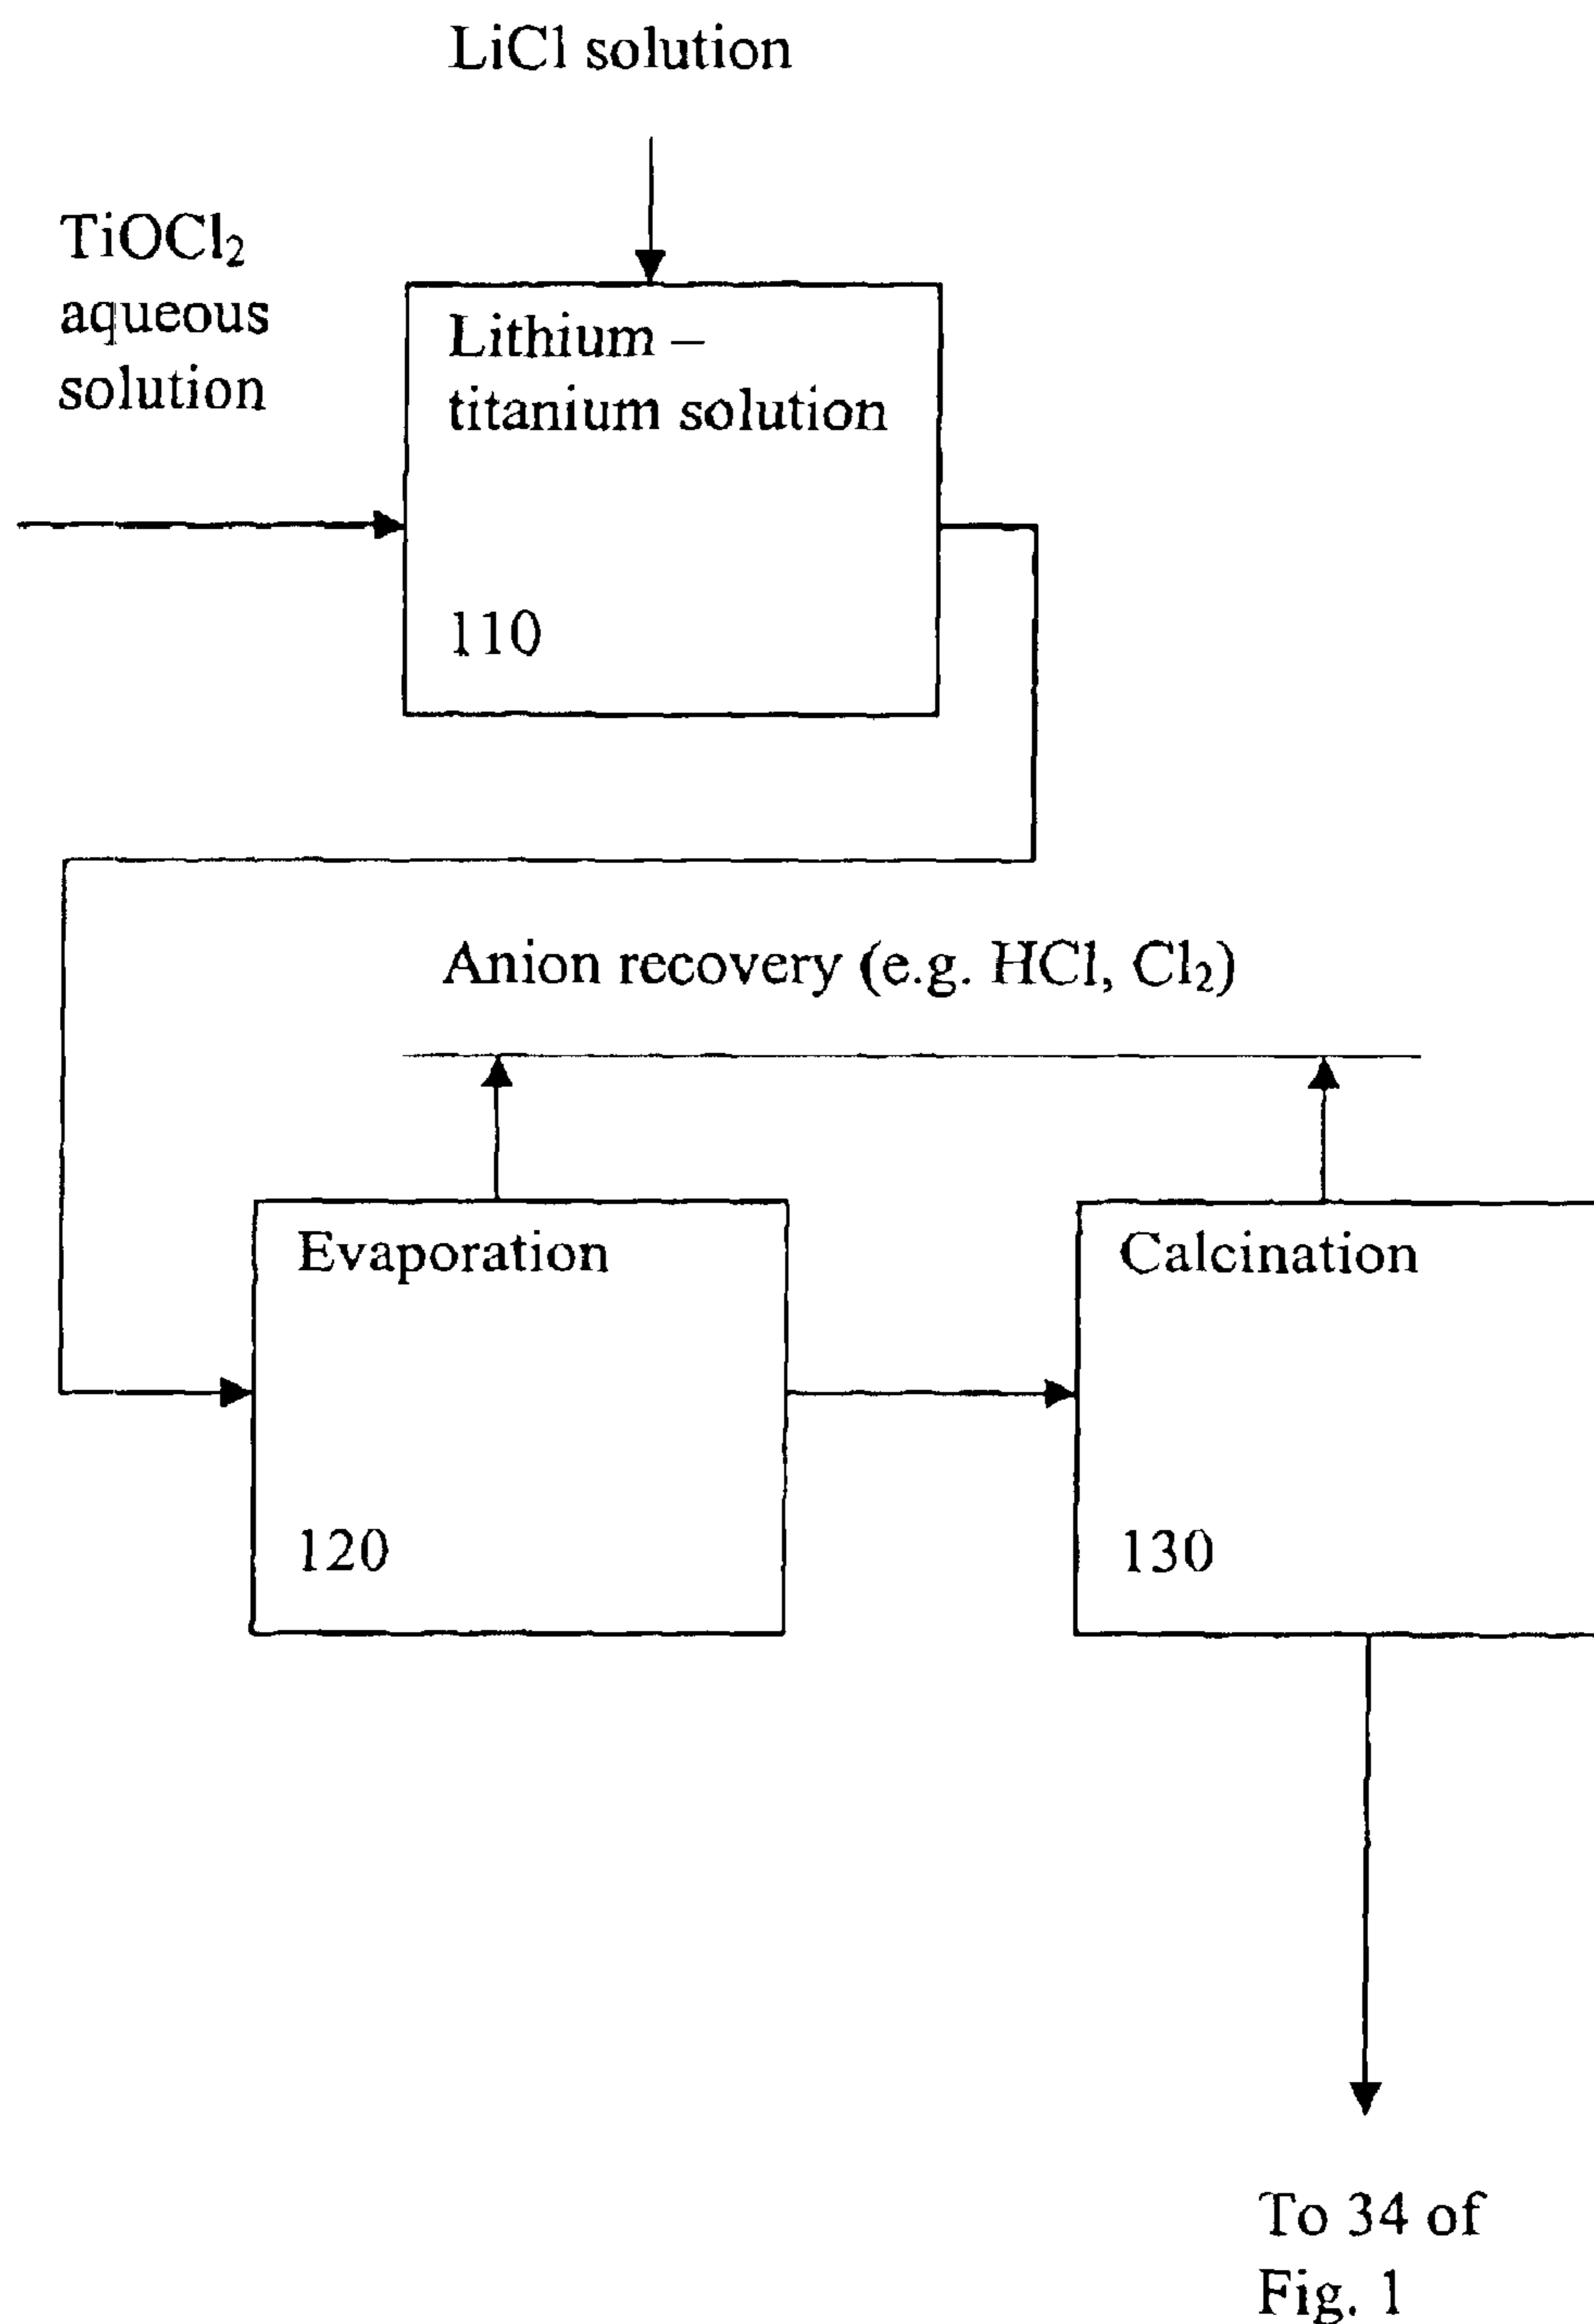 LiCl solution
TiOCl₂
aqueous
solution
Lithium –
titanium solution
110
Anion recovery (e.g. HCl, Cl₂)
Evaporation
120
Calcination
130
To 34 of
Fig. 1